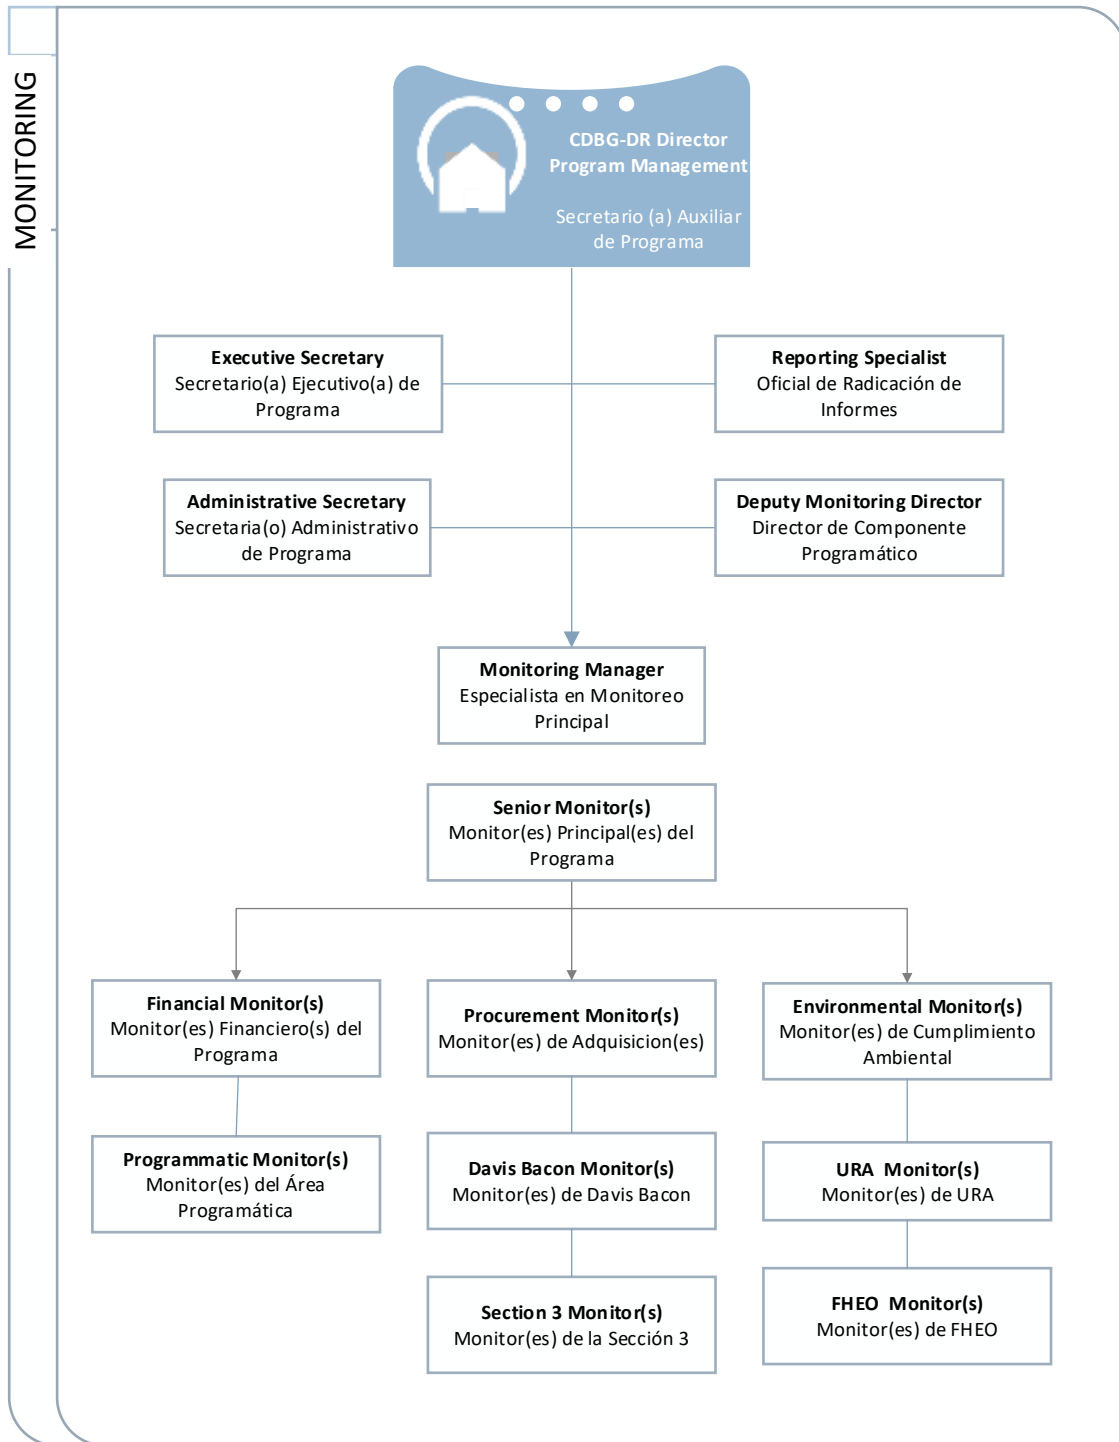 MONITORING
CDBG-DR Director
Program Management
Secretario (a) Auxiliar
de Programa
Executive Secretary
Secretario(a) Ejecutivo(a) de
Programa
Reporting Specialist
Oficial de Radicación de
Informes
Administrative Secretary
Secretaria(o) Administrativo
de Programa
Deputy Monitoring Director
Director de Componente
Programático
Monitoring Manager
Especialista en Monitoreo
Principal
Senior Monitor(s)
Monitor(es) Principal(es) del
Programa
Financial Monitor(s)
Monitor(es) Financiero(s) del
Programa
Procurement Monitor(s)
Monitor(es) de Adquisicion(es)
Environmental Monitor(s)
Monitor(es) de Cumplimiento
Ambiental
Programmatic Monitor(s)
Monitor(es) del Área
Programática
Davis Bacon Monitor(s)
Monitor(es) de Davis Bacon
URA Monitor(s)
Monitor(es) de URA
Section 3 Monitor(s)
Monitor(es) de la Sección 3
FHEO Monitor(s)
Monitor(es) de FHEO